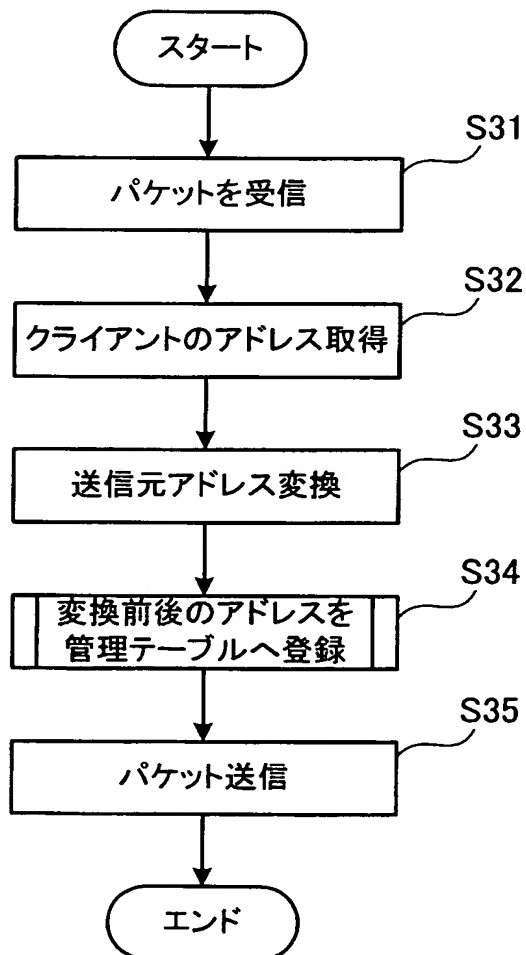 スタート
S31
パケットを受信
S32
クライアントのアドレス取得
S33
送信元アドレス変換
S34
変換前後のアドレスを
管理テーブルへ登録
S35
パケット送信
エンド